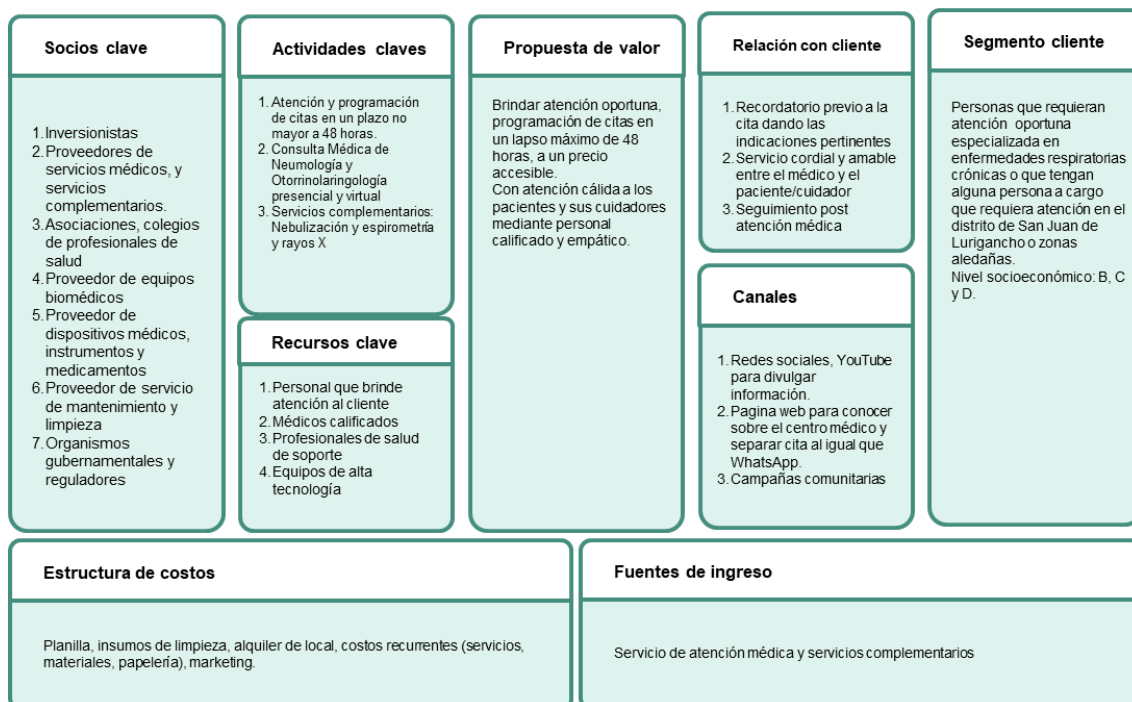 Socios clave
1. Inversionistas
2. Proveedores de
servicios médicos, y
servicios
complementarios.
3. Asociaciones, colegios
de profesionales de
salud
4. Proveedor de equipos
biomédicos
5. Proveedor de
dispositivos médicos,
instrumentos y
medicamentos
6. Proveedor de servicio
de mantenimiento y
limpieza
7. Organismos
gubernamentales y
reguladores
Actividades claves
1. Atención y programación
de citas en un plazo no
mayor a 48 horas.
2. Consulta Médica de
Neumología y
Otorrinolaringología
presencial y virtual
3. Servicios complementarios:
Nebulización y espirometría
y rayos X
Recursos clave
1. Personal que brinde
atención al cliente
2. Médicos calificados
3. Profesionales de salud
de soporte
4. Equipos de alta
tecnología
Propuesta de valor
Brindar atención oportuna,
programación de citas en
un lapso máximo de 48
horas, a un precio
accesible.
Con atención cálida a los
pacientes y sus cuidadores
mediante personal
calificado y empático.
Relación con cliente
1. Recordatorio previo a la
cita dando las
indicaciones pertinentes
2. Servicio cordial y amable
entre el médico y el
paciente/cuidador
3. Seguimiento post
atención médica
Canales
1. Redes sociales, YouTube
para divulgar
información.
2. Pagina web para conocer
sobre el centro médico y
separar cita al igual que
WhatsApp.
3. Campañas comunitarias
Segmento cliente
Personas que requieran
atención oportuna
especializada en
enfermedades respiratorias
crónicas o que tengan
alguna persona a cargo
que requiera atención en el
distrito de San Juan de
Lurigancho o zonas
aledañas.
Nivel socioeconómico: B, C
y D.
Estructura de costos
Planilla, insumos de limpieza, alquiler de local, costos recurrentes (servicios,
materiales, papelería), marketing.
Fuentes de ingreso
Servicio de atención médica y servicios complementarios